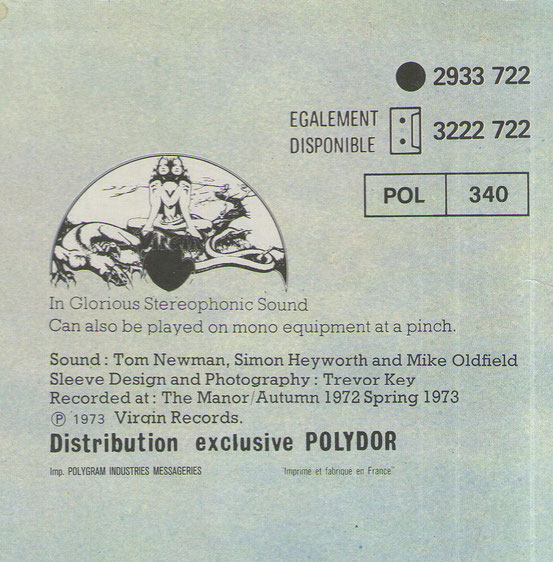 2933 722
EGALEMENT
DISPONIBLE
3222 722
POL 340
In Glorious Stereophonic Sound
Can also be played on mono equipment at a pinch.
Sound : Tom Newman, Simon Heyworth and Mike Oldfield
Sleeve Design and Photography : Trevor Key
Recorded at : The Manor/Autumn 1972 Spring 1973
℗ 1973 Virgin Records.
Distribution exclusive POLYDOR
Imp. POLYGRAM INDUSTRIES MESSAGERIES "Imprimé et fabriqué en France"